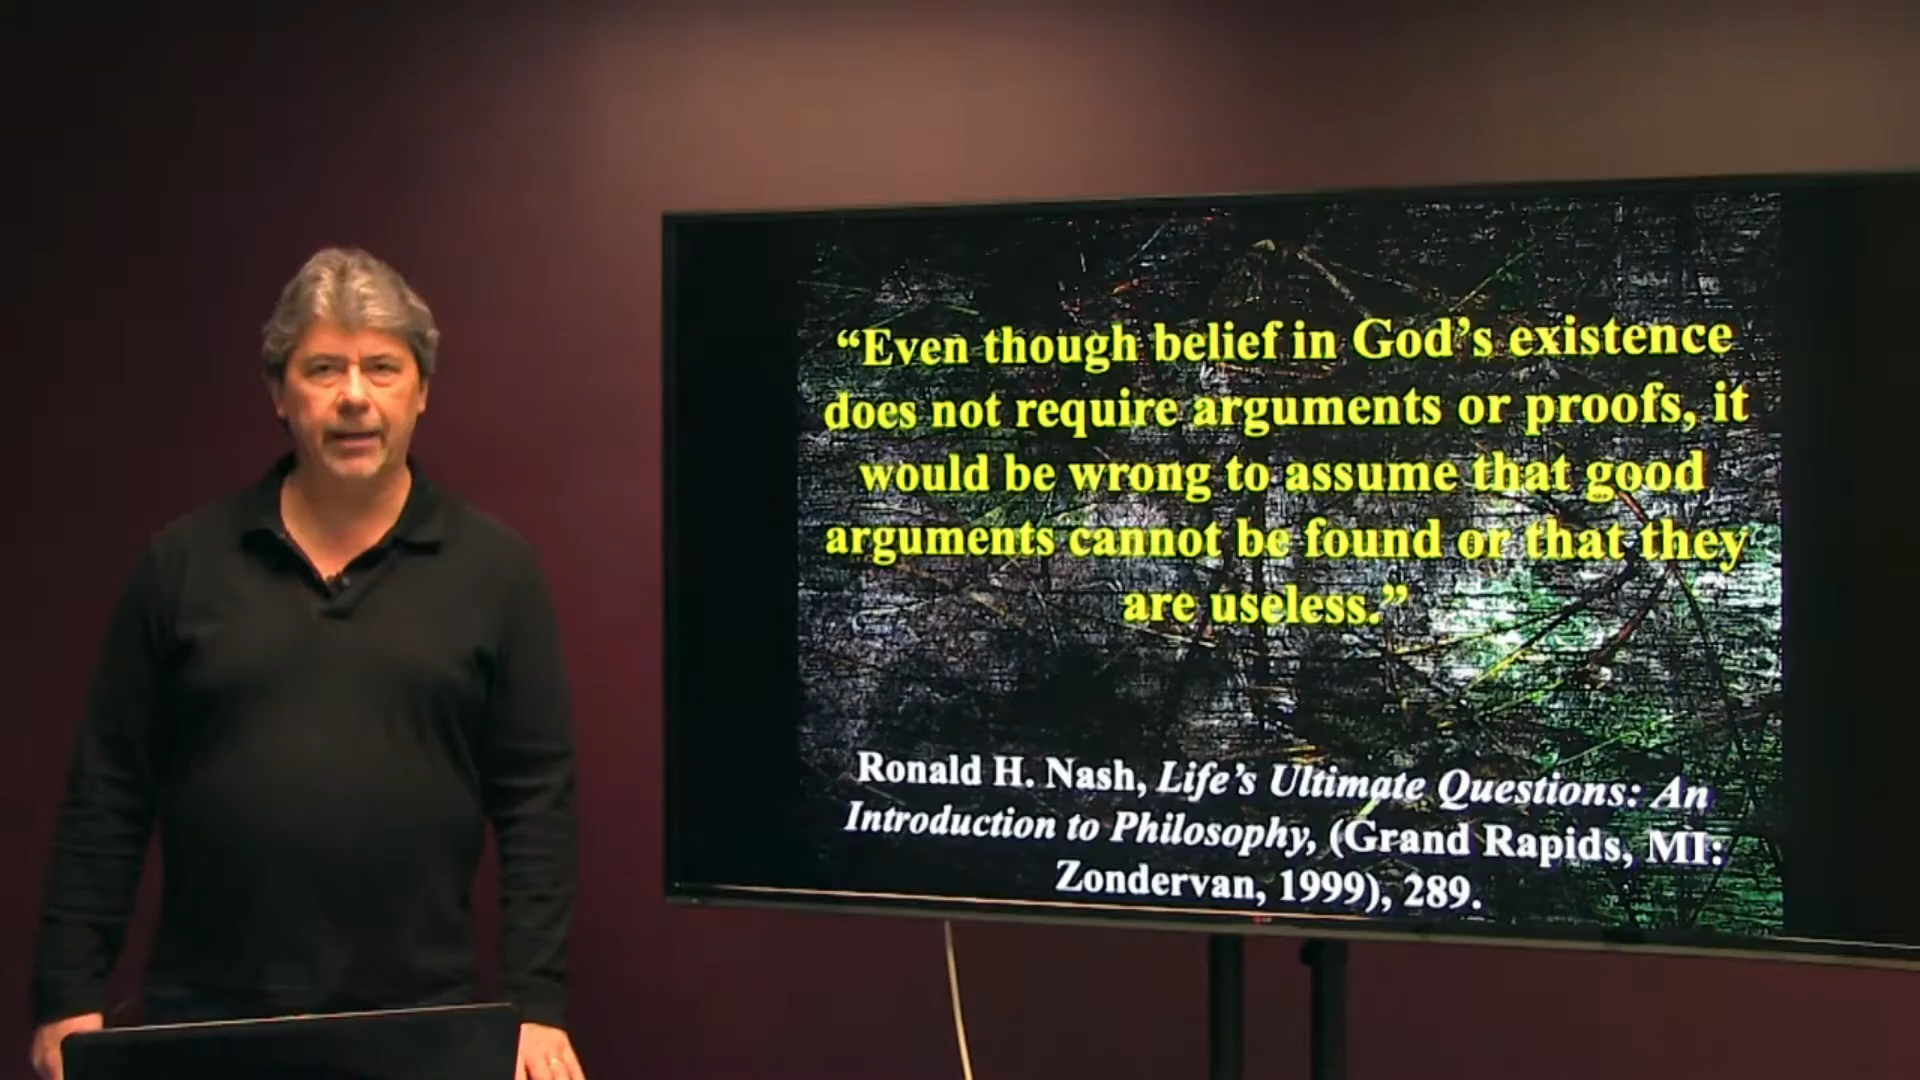 “Even though belief in God’s existence
does not require arguments or proofs, it
would be wrong to assume that good
arguments cannot be found or that they
are useless.”
Ronald H. Nash, Life’s Ultimate Questions: An
Introduction to Philosophy, (Grand Rapids, MI:
Zondervan, 1999), 289.